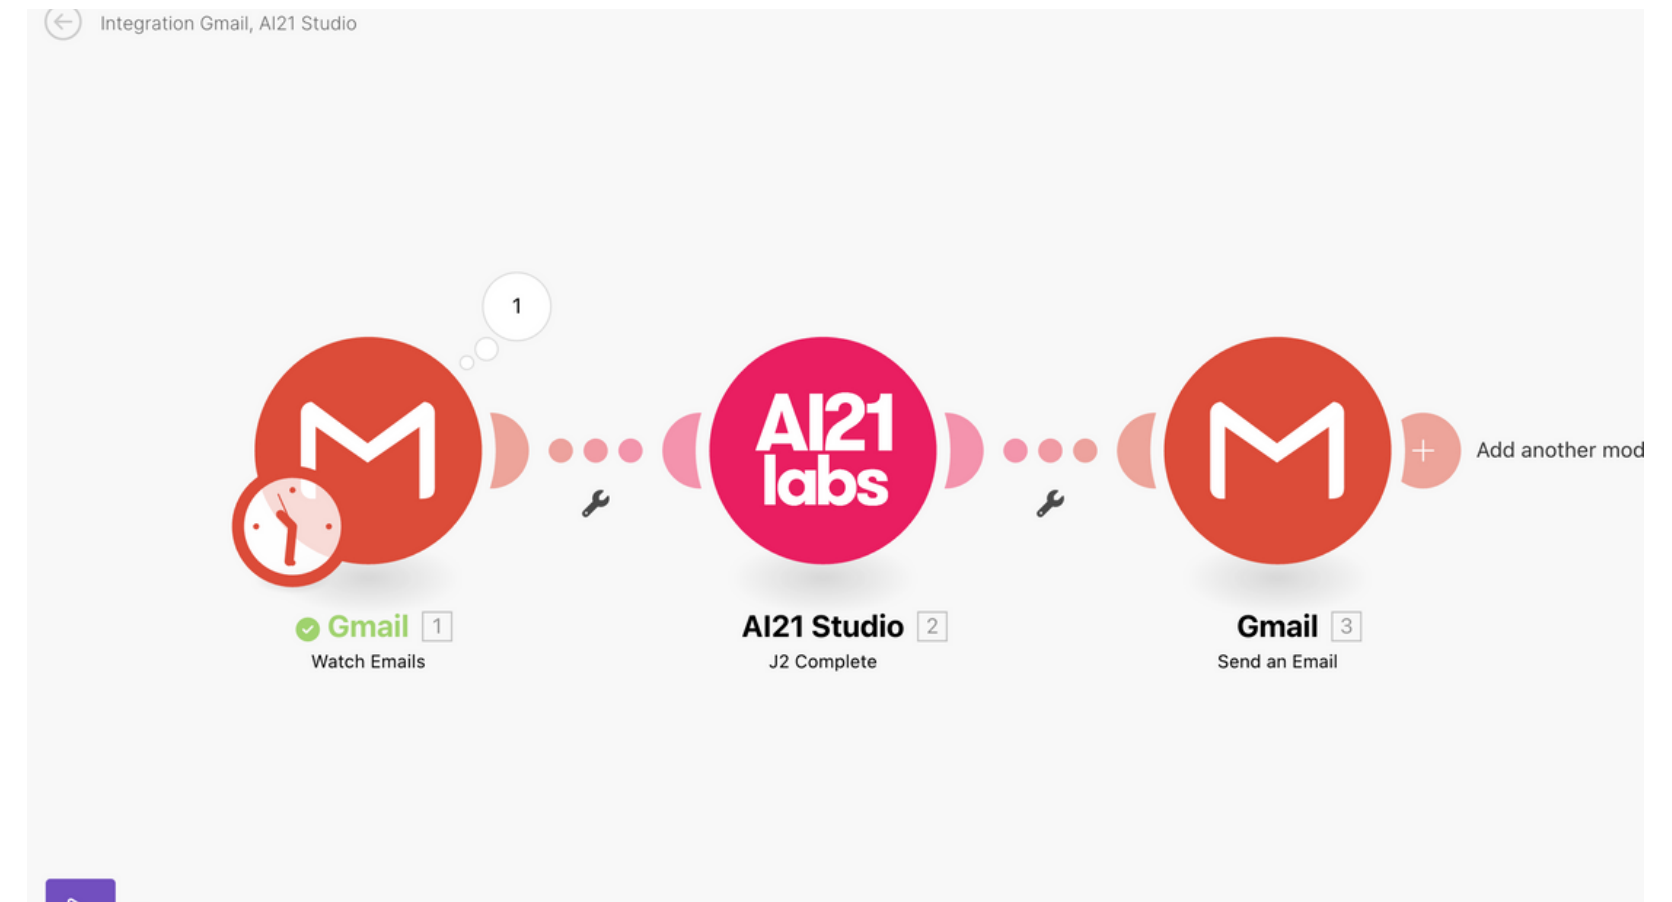 Integration Gmail, AI21 Studio
1
AI21
labs
Add another mod
Gmail 1
Watch Emails
AI21 Studio 2
J2 Complete
Gmail 3
Send an Email